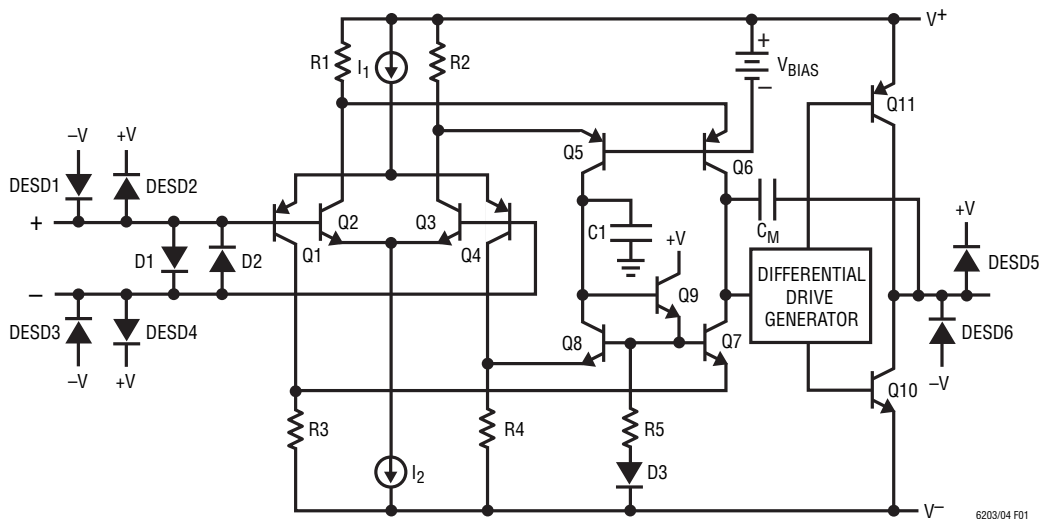 V+
R1
I1
R2
+
VBIAS
–
Q11
–V
+V
Q5
Q6
DESD1
DESD2
+
Q2
Q3
C1
CM
+V
+V
D1
D2
Q1
Q4
DIFFERENTIAL
DRIVE
GENERATOR
DESD5
–
Q9
DESD3
DESD4
Q8
Q7
DESD6
–V
+V
–V
Q10
R3
R4
R5
I2
D3
V–
6203/04 F01